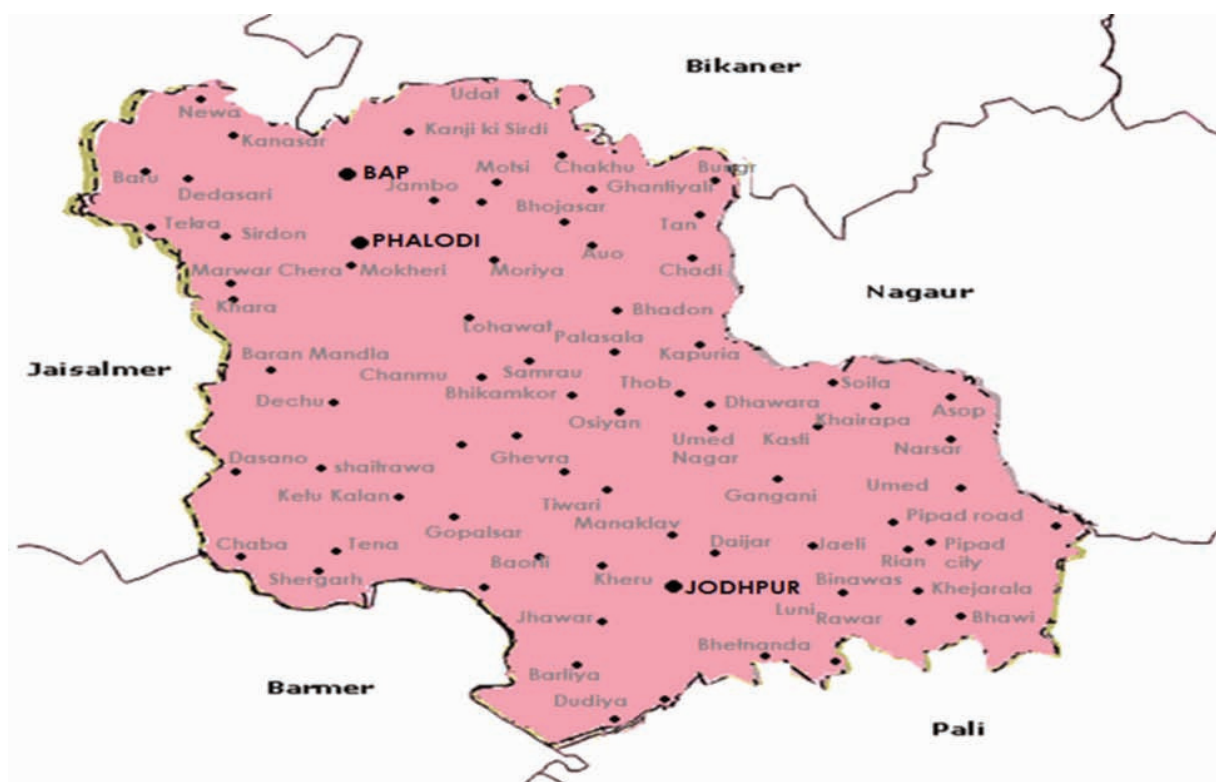 Bikaner
Udat
Newa
Kanji ki Sirdi
Kanasar
Motsi
Chakhu
BAP
Baru
Dedasari
Jambo
Ghantiyali
Bhojasar
Tekra
Sirdon
Tan
PHALODI
Auo
Marwar Chera
Mokheri
Moriya
Chadi
Nagaur
Khara
Bhadon
Lohawat
Palasala
Baran Mandla
Samrau
Kapuria
Jaisalmer
Chanmu
Thob
Soila
Bhikamkor
Dechu
Dhawara
Asop
Osiyan
Khairapa
Umed
Nagar
Kasli
Narsar
Ghevra
Dasano
shaitrawa
Ketu Kalan
Tiwari
Gangani
Umed
Gopalsar
Manaklav
Pipad road
Chaba
Tena
Daijar
Jaeli
Pipad
city
Rian
Shergarh
Baorli
Kheru
JODHPUR
Binawas
Khejarala
Jhawar
Luni
Rawar
Bhawi
Bhetnanda
Barliya
Barmer
Dudiya
Pali